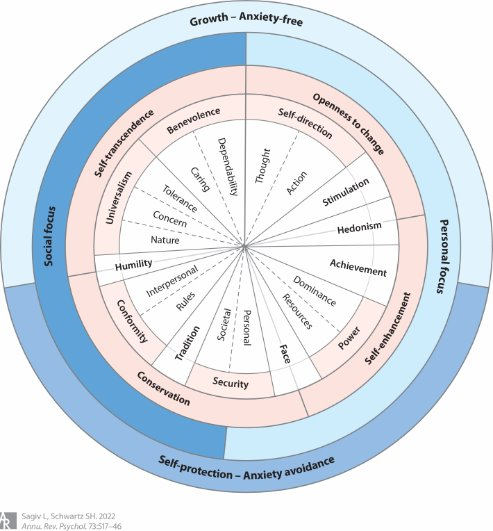 Growth – Anxiety-free
Social focus
Personal focus
Self-protection – Anxiety avoidance
Self-transcendence
Openness to change
Self-enhancement
Conservation
Benevolence
Self-direction
Universalism
Dependability
Caring
Tolerance
Concern
Nature
Thought
Action
Stimulation
Hedonism
Achievement
Dominance
Resources
Power
Face
Personal
Societal
Security
Tradition
Rules
Interpersonal
Conformity
Humility
AR
Sagiv L, Schwartz SH. 2022
Annu. Rev. Psychol. 73:517–46